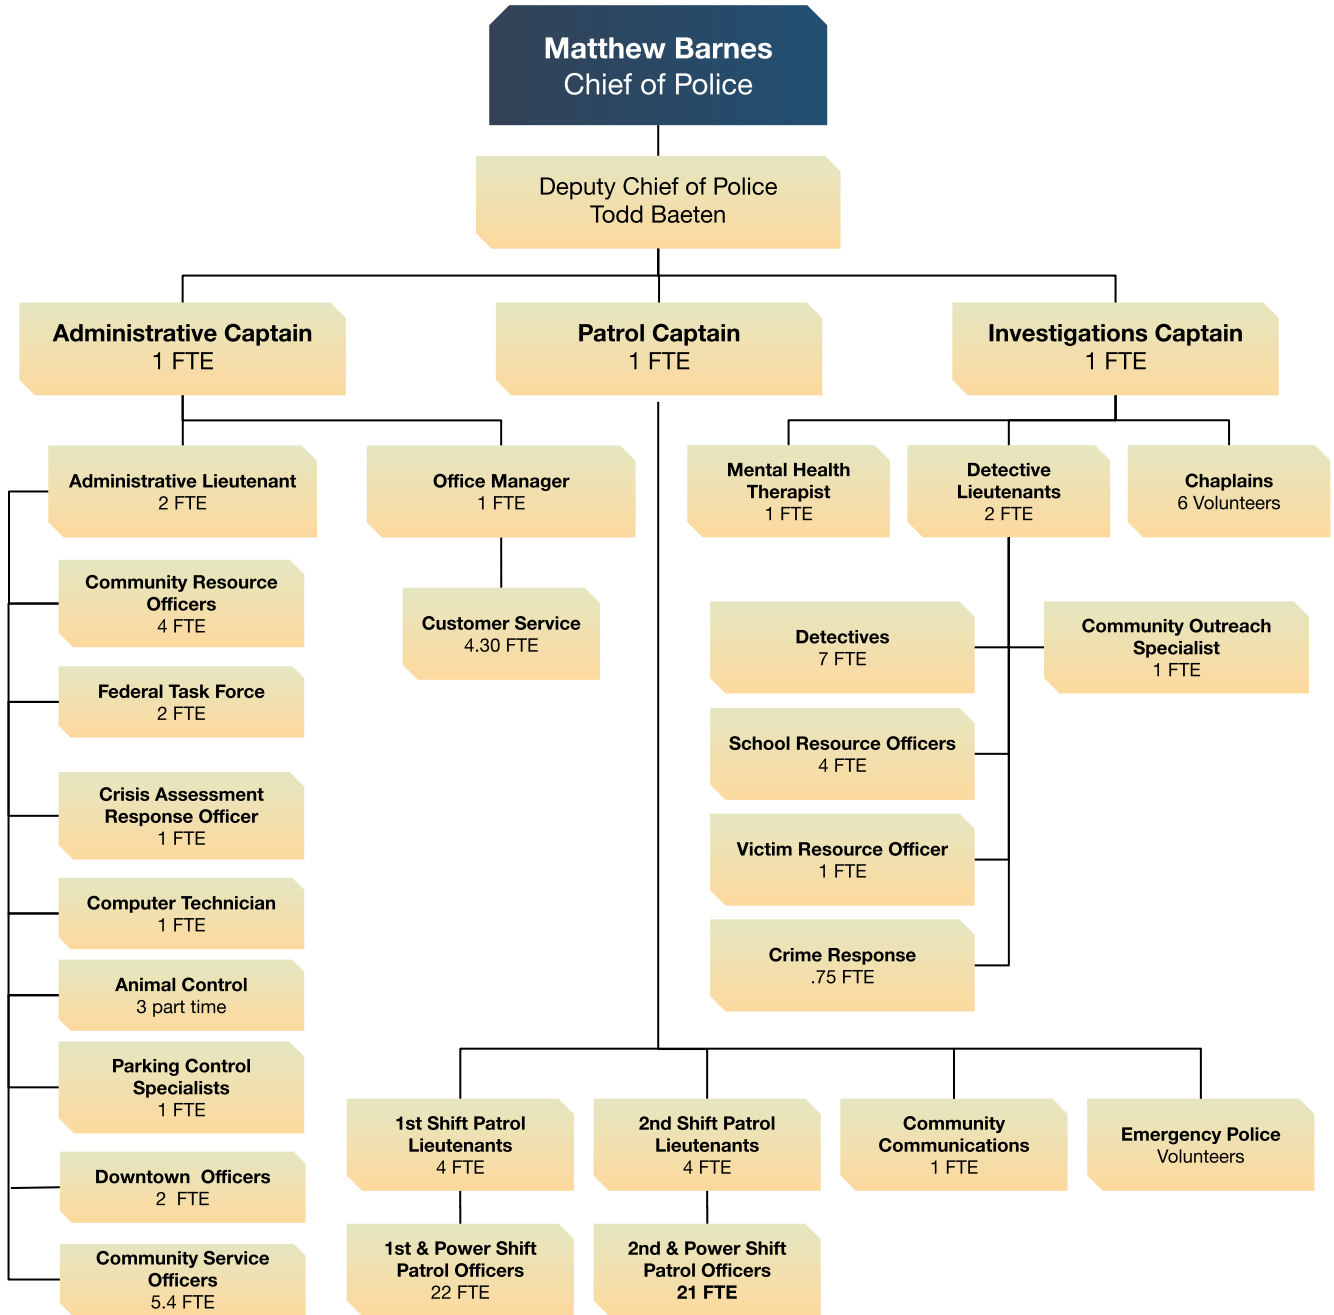 Matthew Barnes
Chief of Police
Deputy Chief of Police
Todd Baeten
Administrative Captain
1 FTE
Patrol Captain
1 FTE
Investigations Captain
1 FTE
Administrative Lieutenant
2 FTE
Office Manager
1 FTE
Mental Health
Therapist
1 FTE
Detective
Lieutenants
2 FTE
Chaplains
6 Volunteers
Community Resource
Officers
4 FTE
Customer Service
4.30 FTE
Federal Task Force
2 FTE
Crisis Assessment
Response Officer
1 FTE
Computer Technician
1 FTE
Animal Control
3 part time
Parking Control
Specialists
1 FTE
Downtown  Officers
2  FTE
Community Service
Officers
5.4 FTE
Detectives
7 FTE
Community Outreach
Specialist
1 FTE
School Resource Officers
4 FTE
Victim Resource Officer
1 FTE
Crime Response
.75 FTE
1st Shift Patrol
Lieutenants
4 FTE
2nd Shift Patrol
Lieutenants
4 FTE
Community
Communications
1 FTE
Emergency Police
Volunteers
1st & Power Shift
Patrol Officers
22 FTE
2nd & Power Shift
Patrol Officers
21 FTE